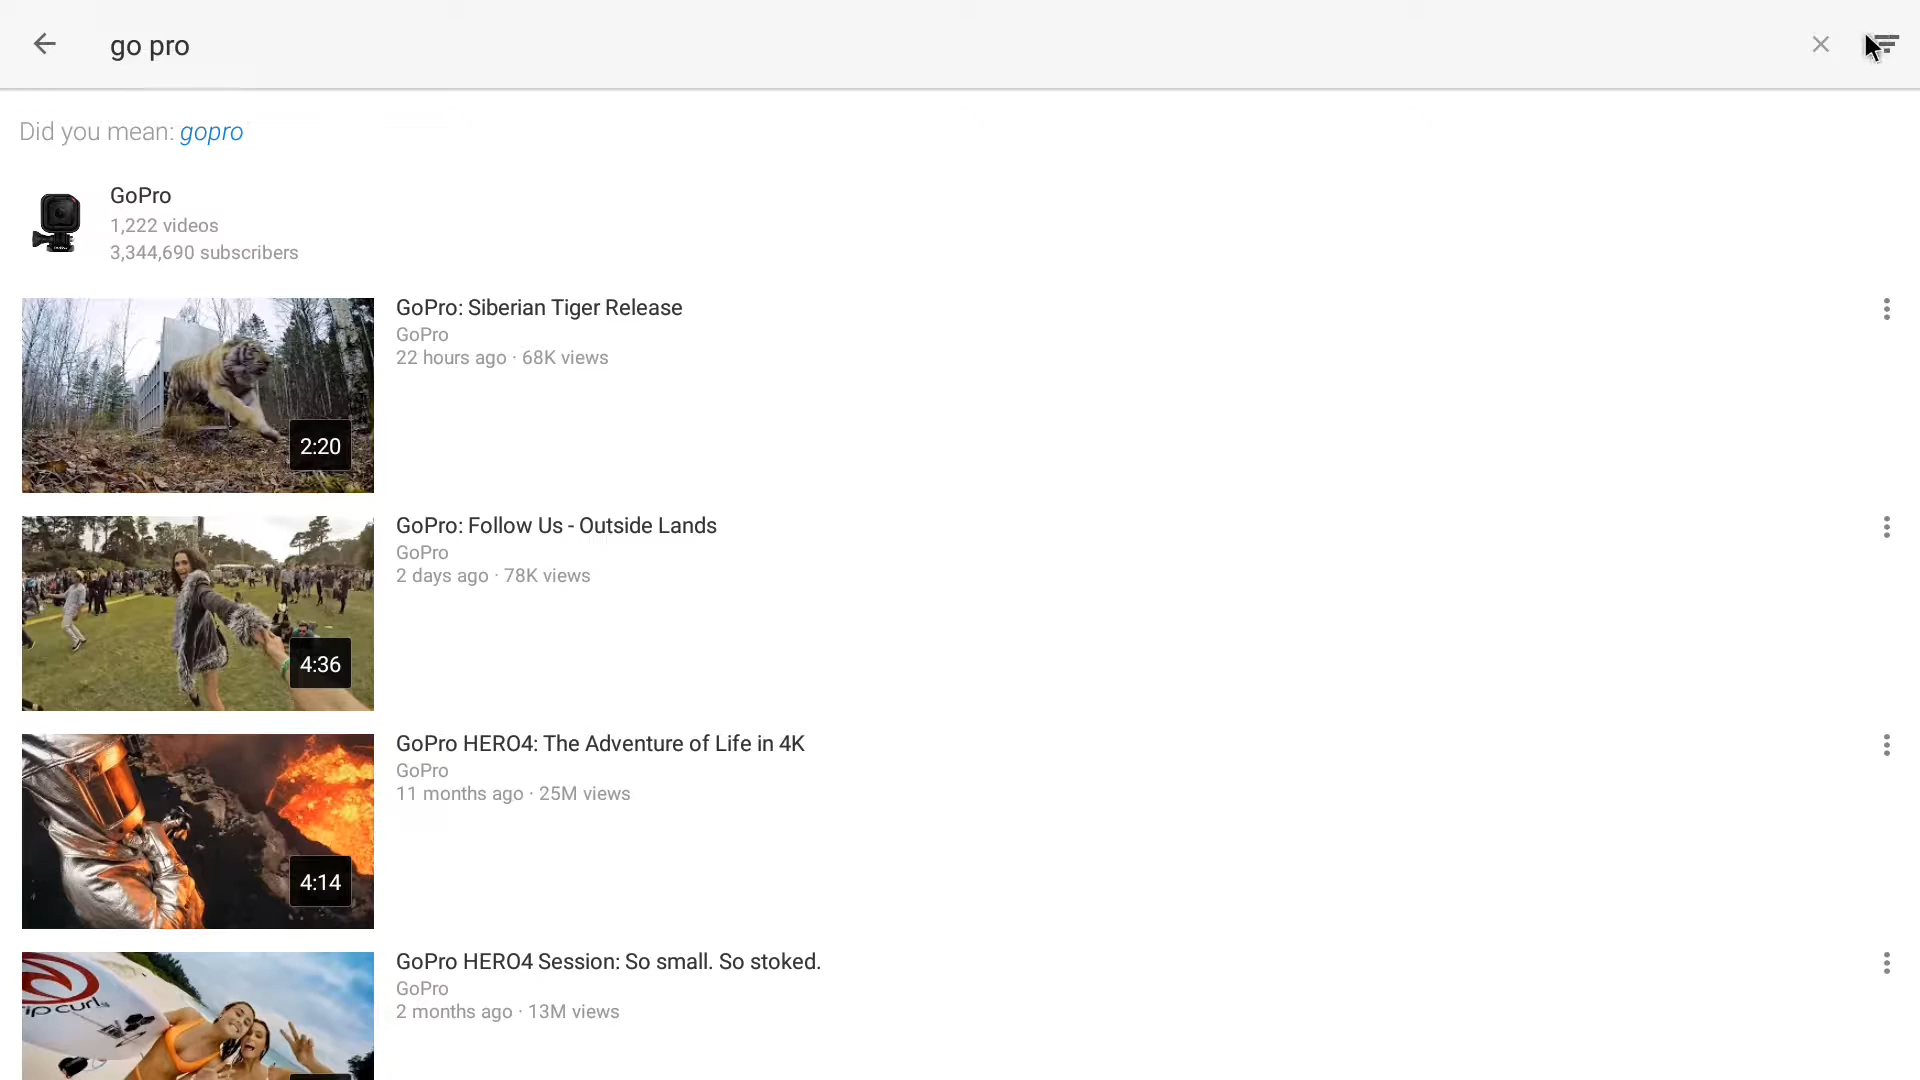 go pro
Did you mean: gopro
GoPro
1,222 videos
3,344,690 subscribers
GoPro: Siberian Tiger Release
GoPro
22 hours ago · 68K views
2:20
GoPro: Follow Us - Outside Lands
GoPro
2 days ago · 78K views
4:36
GoPro HERO4: The Adventure of Life in 4K
GoPro
11 months ago · 25M views
4:14
GoPro HERO4 Session: So small. So stoked.
GoPro
2 months ago · 13M views
rip curl